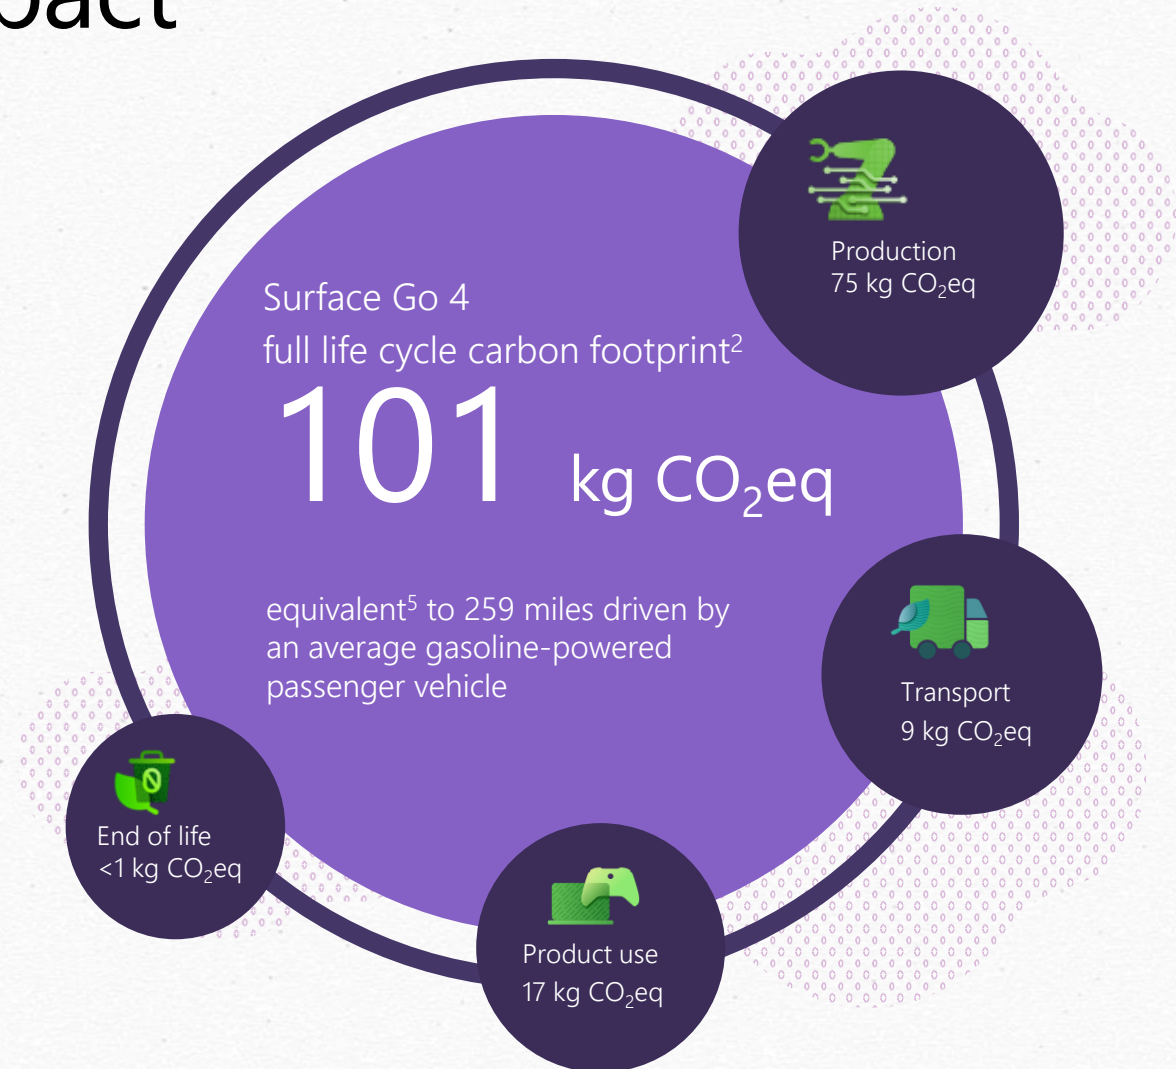 Surface Go 4
full life cycle carbon footprint²
101 kg CO₂eq
equivalent⁵ to 259 miles driven by
an average gasoline-powered
passenger vehicle
Production
75 kg CO₂eq
Transport
9 kg CO₂eq
Product use
17 kg CO₂eq
End of life
<1 kg CO₂eq